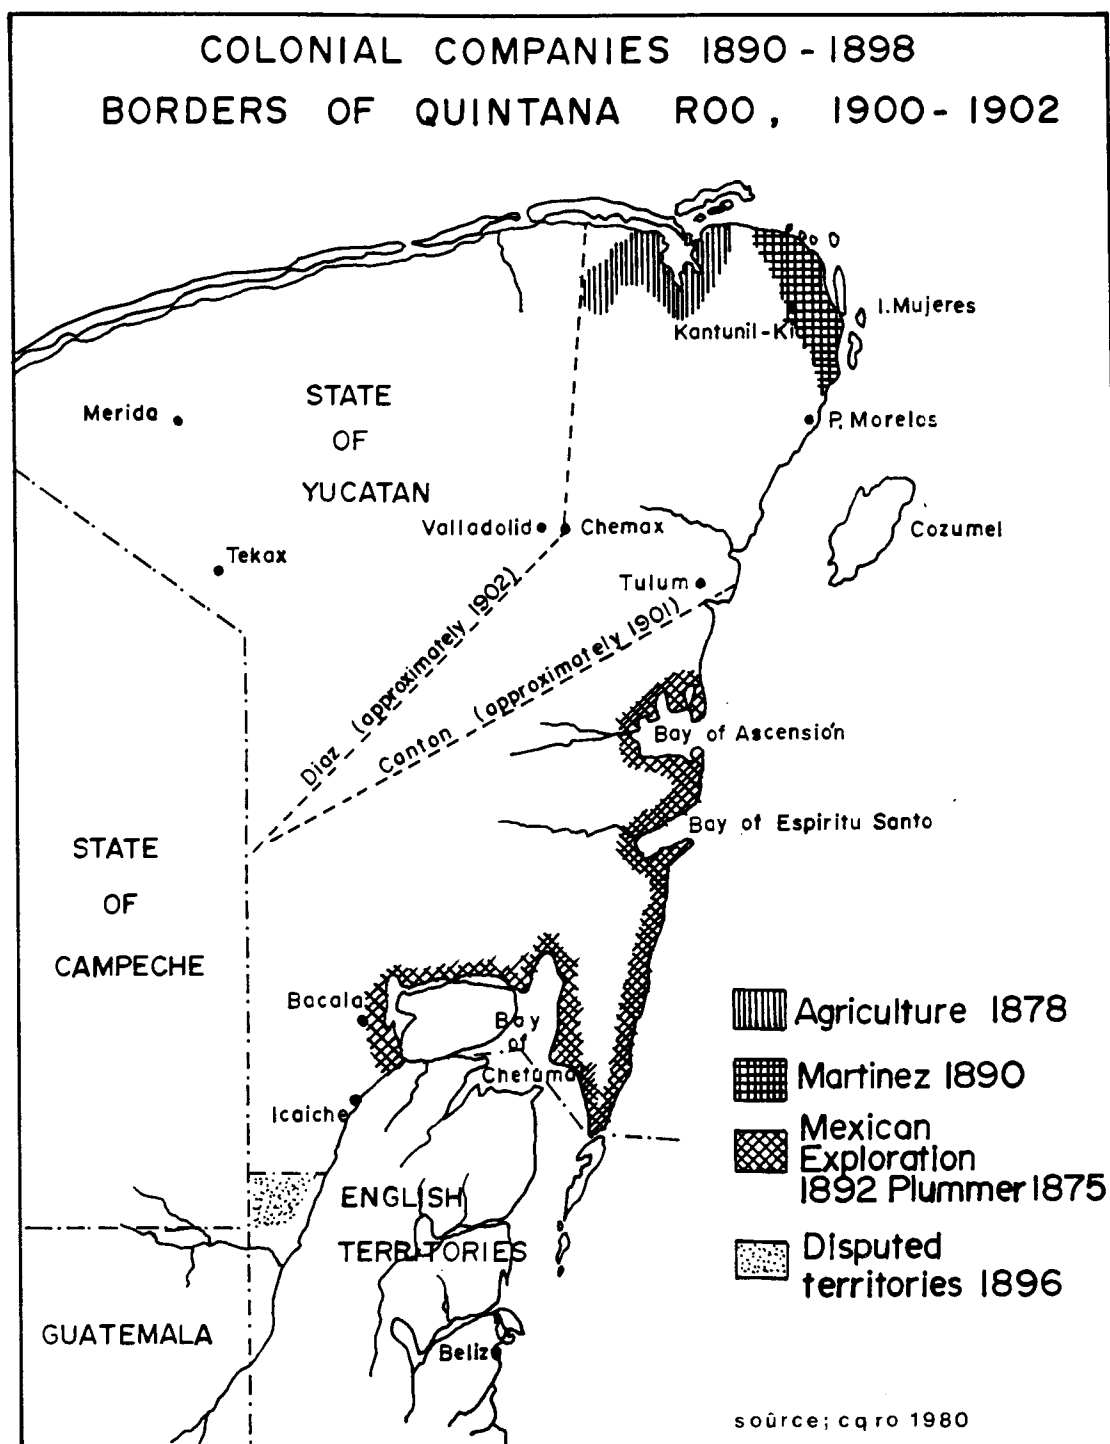 COLONIAL COMPANIES 1890-1898
BORDERS OF QUINTANA ROO, 1900-1902
I. Mujeres
Kantunil-Ki
Merida
STATE
OF
YUCATAN
P. Morelos
Valladolid
Chemax
Cozumel
Tekax
Tulum
Diaz (approximately 1902)
Canton (approximately 1901)
Bay of Ascensión
Bay of Espiritu Santo
STATE
OF
CAMPECHE
Bacala
Bay
of
Chetuma
Icaiche
ENGLISH
TERRITORIES
GUATEMALA
Belize
Agriculture 1878
Martinez 1890
Mexican
Exploration
1892 Plummer 1875
Disputed
territories 1896
soûrce; cqro 1980